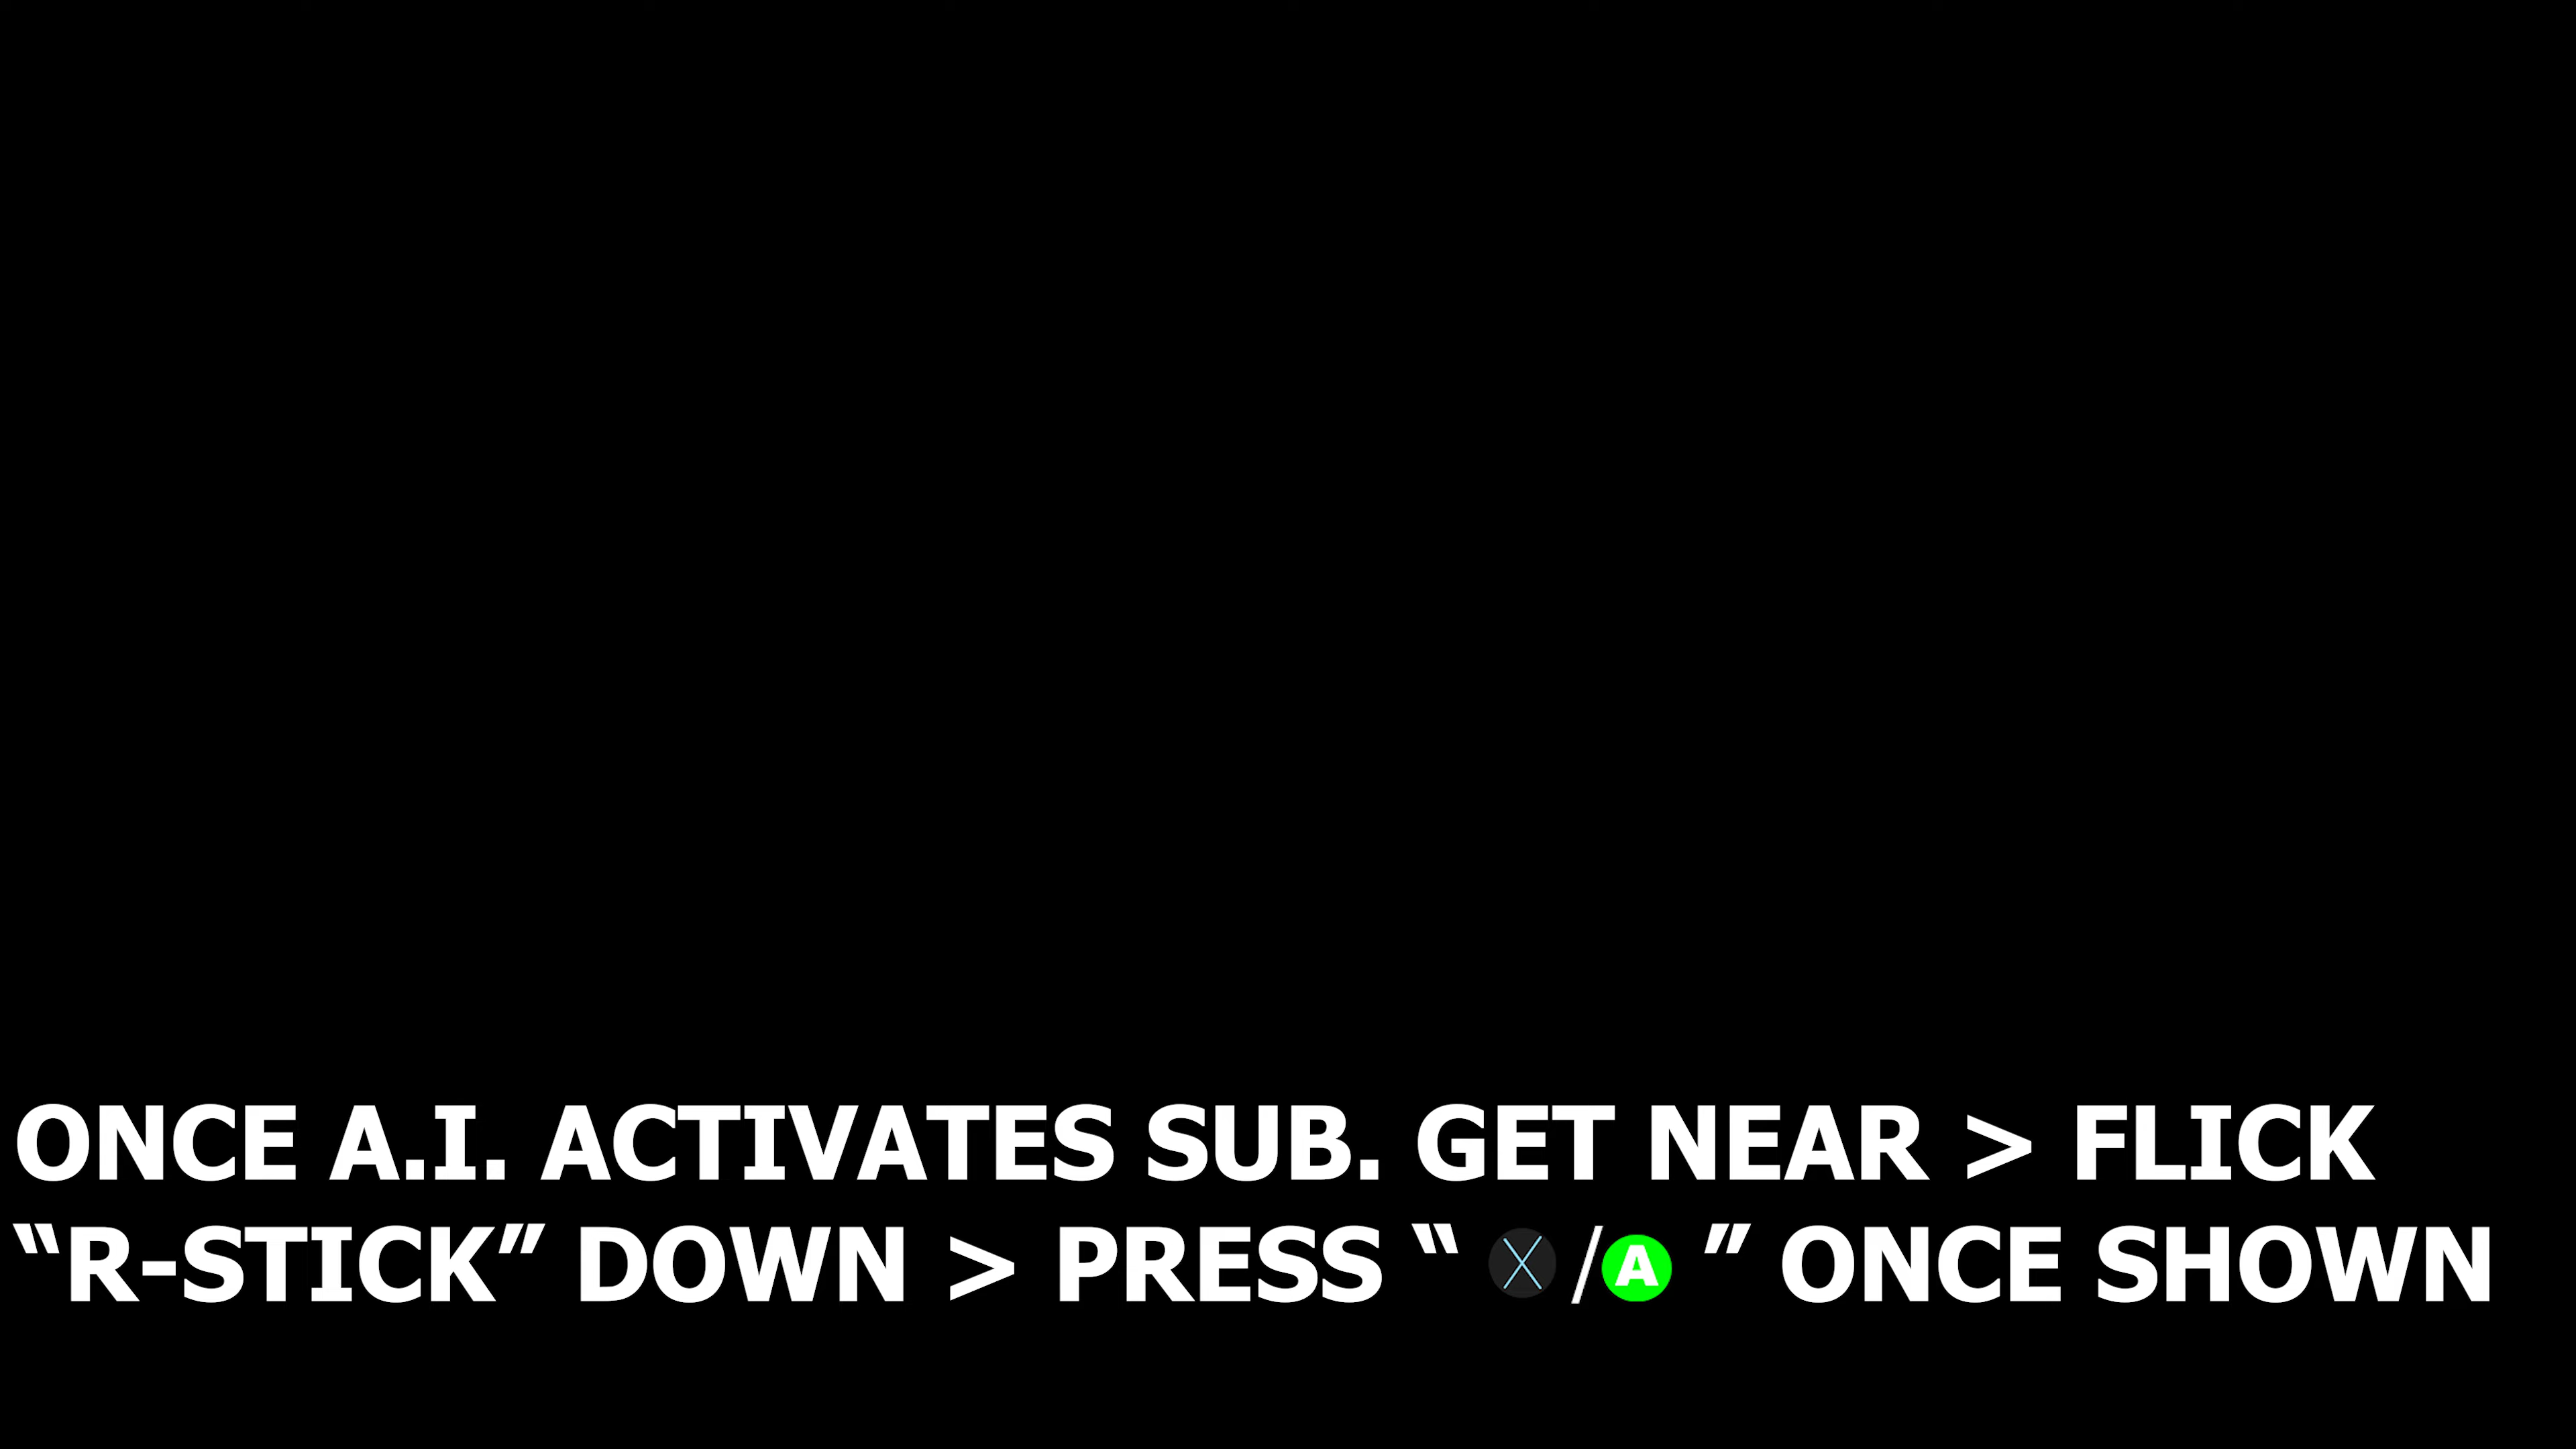 ONCE A.I. ACTIVATES SUB. GET NEAR > FLICK
“R-STICK” DOWN > PRESS “ X/A ” ONCE SHOWN